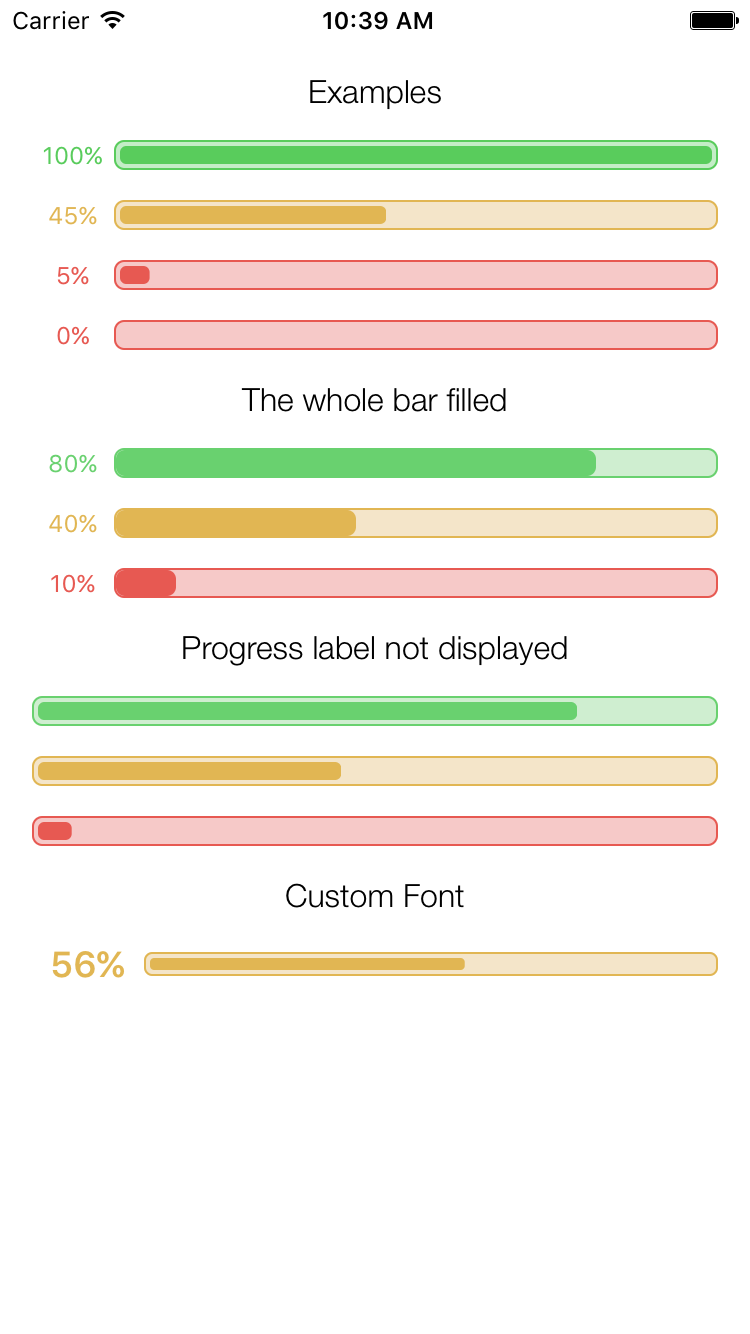 Carrier 10:39 AM
Examples
100%
45%
5%
0%
The whole bar filled
80%
40%
10%
Progress label not displayed
Custom Font
56%